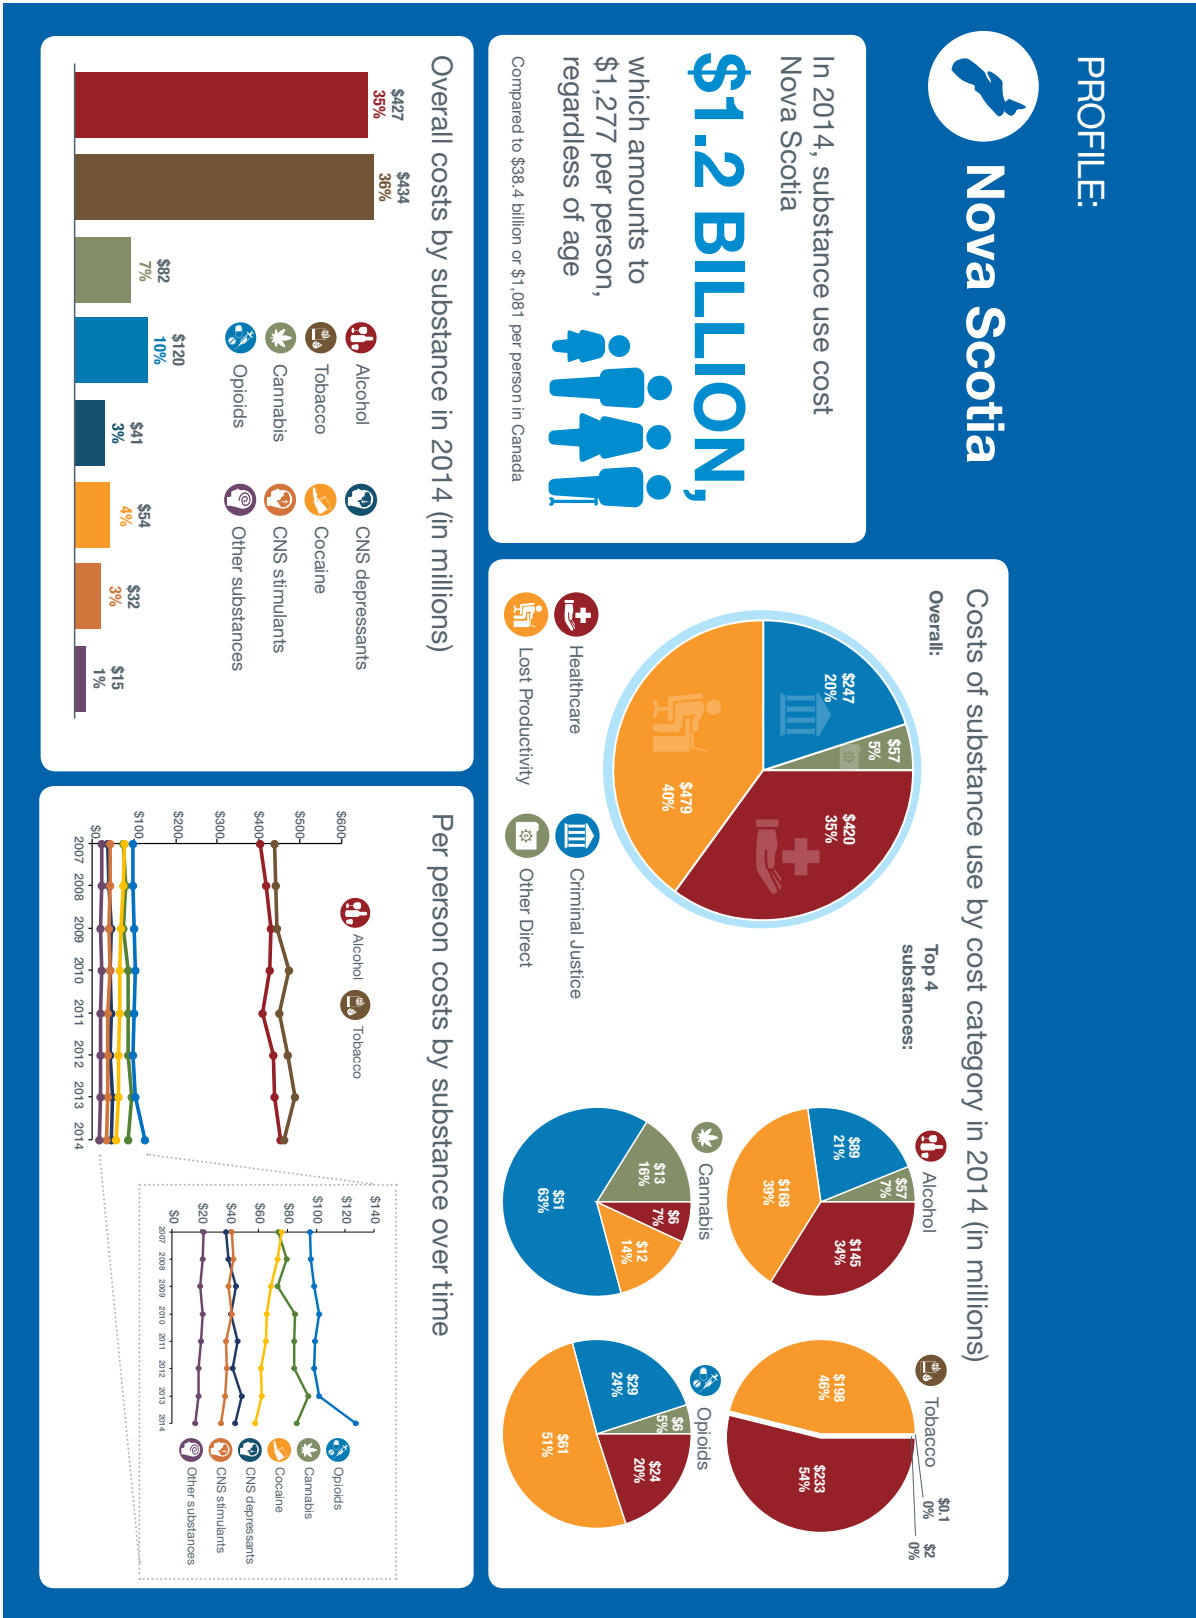 PROFILE:
Nova Scotia
In 2014, substance use cost
Nova Scotia
$1.2 BILLION,
which amounts to
$1,277 per person,
regardless of age
Compared to $38.4 billion or $1,081 per person in Canada
Costs of substance use by cost category in 2014 (in millions)
Overall:
$57
5%
$247
20%
$420
35%
$479
40%
Healthcare
Lost Productivity
Criminal Justice
Other Direct
Top 4
substances:
Alcohol
$57
7%
$89
21%
$145
34%
$168
39%
Tobacco
$0.1
0%
$2
0%
$198
46%
$233
54%
Cannabis
$13
16%
$6
7%
$12
14%
$51
63%
Opioids
$6
5%
$29
24%
$24
20%
$61
51%
Overall costs by substance in 2014 (in millions)
$427
35%
$434
36%
$82
7%
$120
10%
$41
3%
$54
4%
$32
3%
$15
1%
Alcohol
Tobacco
Cannabis
Opioids
CNS depressants
Cocaine
CNS stimulants
Other substances
Per person costs by substance over time
$600
$500
$400
$300
$200
$100
$0
2007 2008 2009 2010 2011 2012 2013 2014
Alcohol
Tobacco
$140
$120
$100
$80
$60
$40
$20
$0
2007 2008 2009 2010 2011 2012 2013 2014
Opioids
Cannabis
Cocaine
CNS depressants
CNS stimulants
Other substances